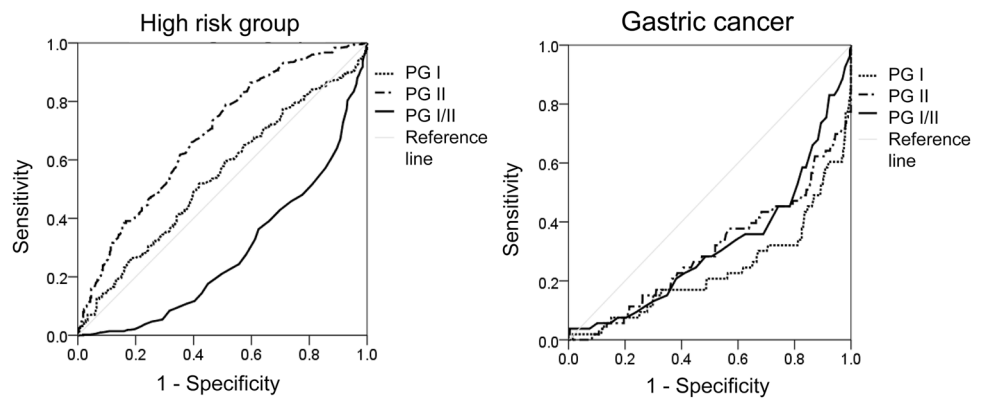 High risk group
1.0
0.8
0.6
0.4
0.2
0.0
Sensitivity
0.0 0.2 0.4 0.6 0.8 1.0
1 - Specificity
PG I
PG II
PG I/II
Reference
line
Gastric cancer
1.0
0.8
0.6
0.4
0.2
0.0
Sensitivity
0.0 0.2 0.4 0.6 0.8 1.0
1 - Specificity
PG I
PG II
PG I/II
Reference
line